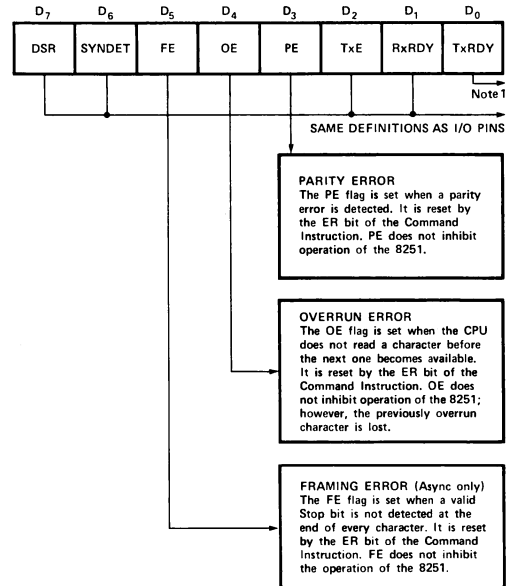 D7 D6 D5 D4 D3 D2 D1 D0
DSR SYNDET FE OE PE TxE RxRDY TxRDY
Note 1
SAME DEFINITIONS AS I/O PINS
PARITY ERROR
The PE flag is set when a parity
error is detected. It is reset by
the ER bit of the Command
Instruction. PE does not inhibit
operation of the 8251.
OVERRUN ERROR
The OE flag is set when the CPU
does not read a character before
the next one becomes available.
It is reset by the ER bit of the
Command Instruction. OE does
not inhibit operation of the 8251;
however, the previously overrun
character is lost.
FRAMING ERROR (Async only)
The FE flag is set when a valid
Stop bit is not detected at the
end of every character. It is reset
by the ER bit of the Command
Instruction. FE does not inhibit
the operation of the 8251.